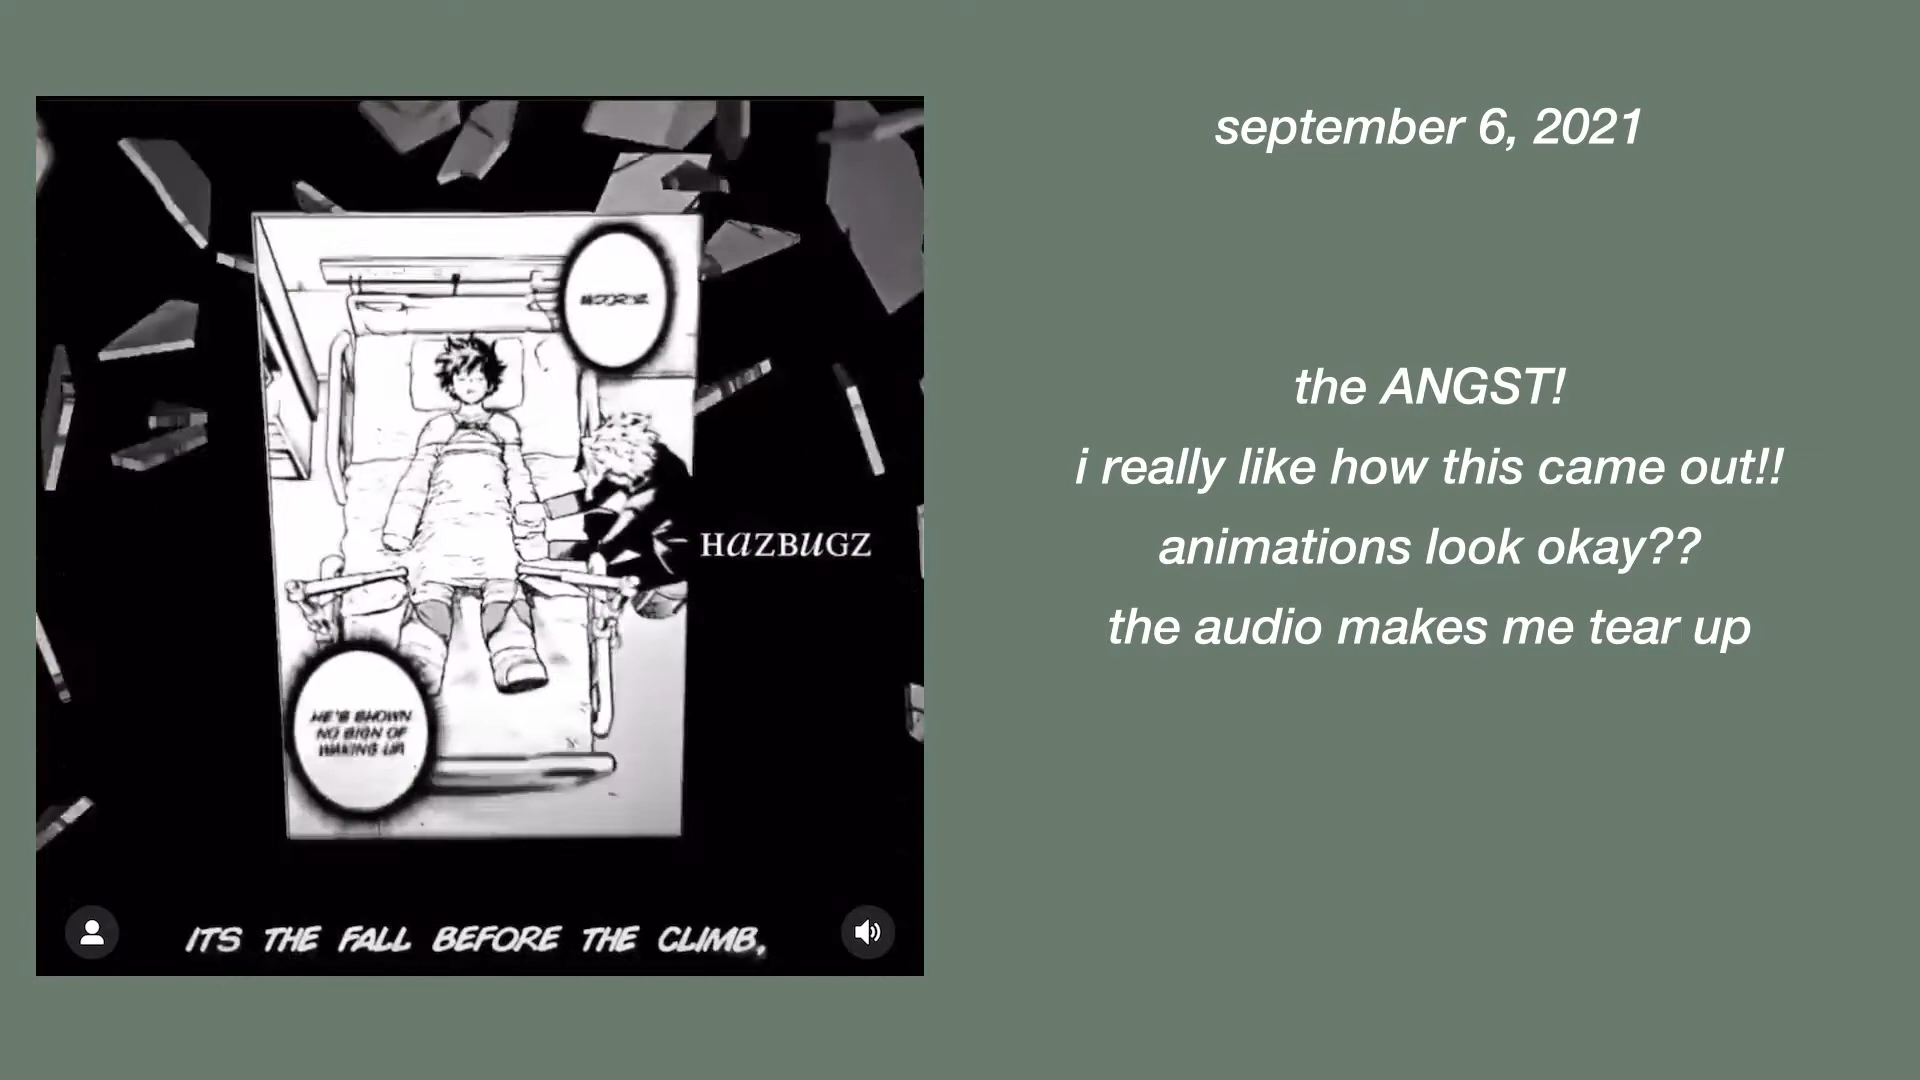 september 6, 2021
the ANGST!
i really like how this came out!!
animations look okay??
the audio makes me tear up
HaZBuGZ
HE'S SHOWN
NO SIGN OF
WAKING UP.
ITS THE FALL BEFORE THE CLIMB,